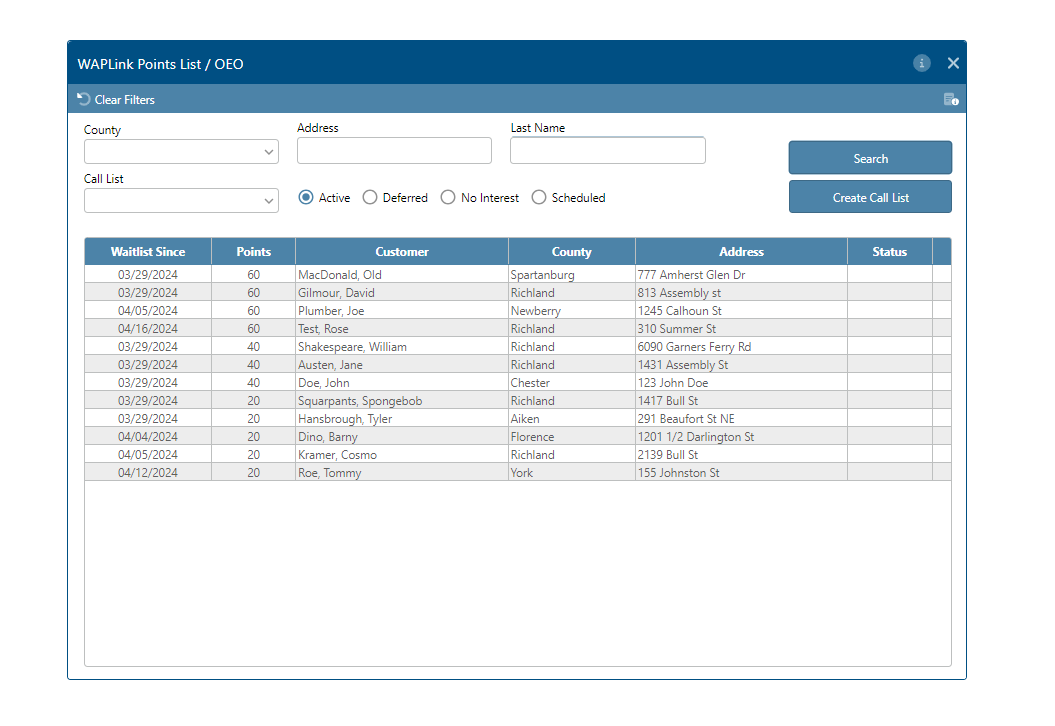 WAPLink Points List / OEO
Clear Filters
County Address Last Name
Search
Call List
Active Deferred No Interest Scheduled
Create Call List
Waitlist Since Points Customer County Address Status
03/29/2024 60 MacDonald, Old Spartanburg 777 Amherst Glen Dr
03/29/2024 60 Gilmour, David Richland 813 Assembly st
04/05/2024 60 Plumber, Joe Newberry 1245 Calhoun St
04/16/2024 60 Test, Rose Richland 310 Summer St
03/29/2024 40 Shakespeare, William Richland 6090 Garners Ferry Rd
03/29/2024 40 Austen, Jane Richland 1431 Assembly St
03/29/2024 40 Doe, John Chester 123 John Doe
03/29/2024 20 Squarpants, Spongebob Richland 1417 Bull St
03/29/2024 20 Hansbrough, Tyler Aiken 291 Beaufort St NE
04/04/2024 20 Dino, Barny Florence 1201 1/2 Darlington St
04/05/2024 20 Kramer, Cosmo Richland 2139 Bull St
04/12/2024 20 Roe, Tommy York 155 Johnston St